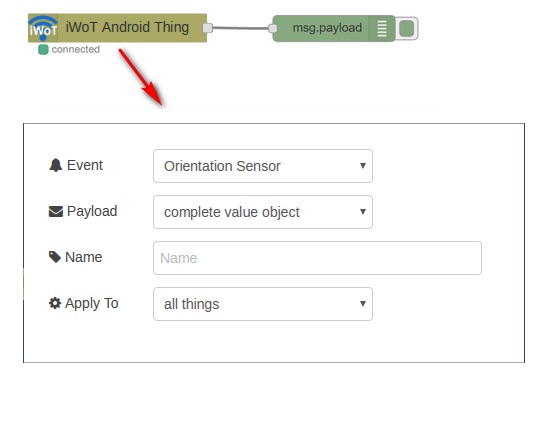 iWoT iWoT Android Thing msg.payload
connected
Event Orientation Sensor
Payload complete value object
Name Name
Apply To all things